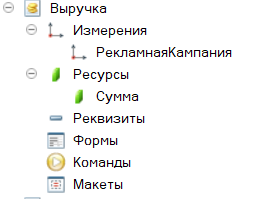 Выручка
Измерения
РекламнаяКампания
Ресурсы
Сумма
Реквизиты
Формы
Команды
Макеты